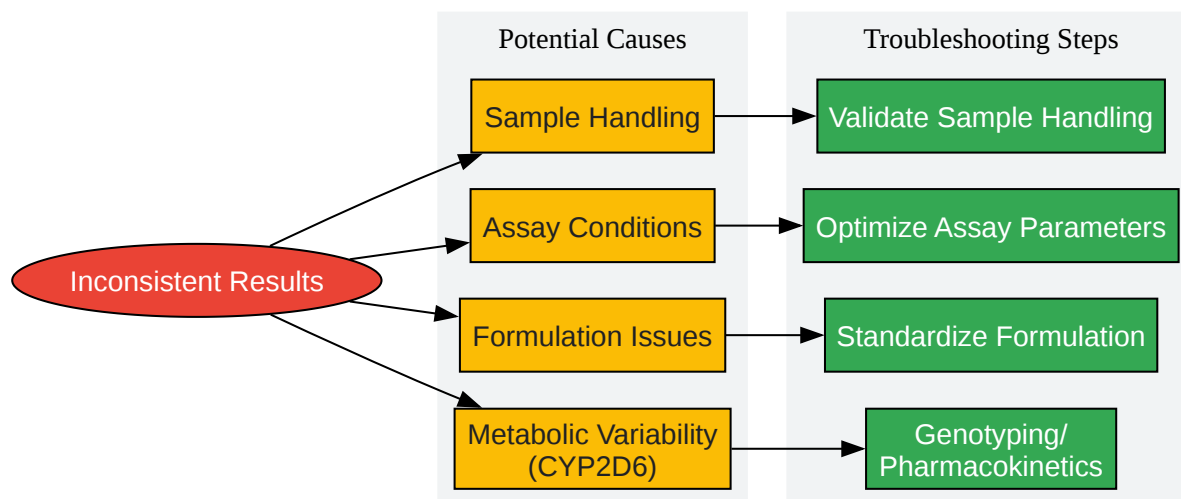 Potential Causes
Troubleshooting Steps
Sample Handling
Validate Sample Handling
Assay Conditions
Optimize Assay Parameters
Inconsistent Results
Formulation Issues
Standardize Formulation
Metabolic Variability
(CYP2D6)
Genotyping/
Pharmacokinetics